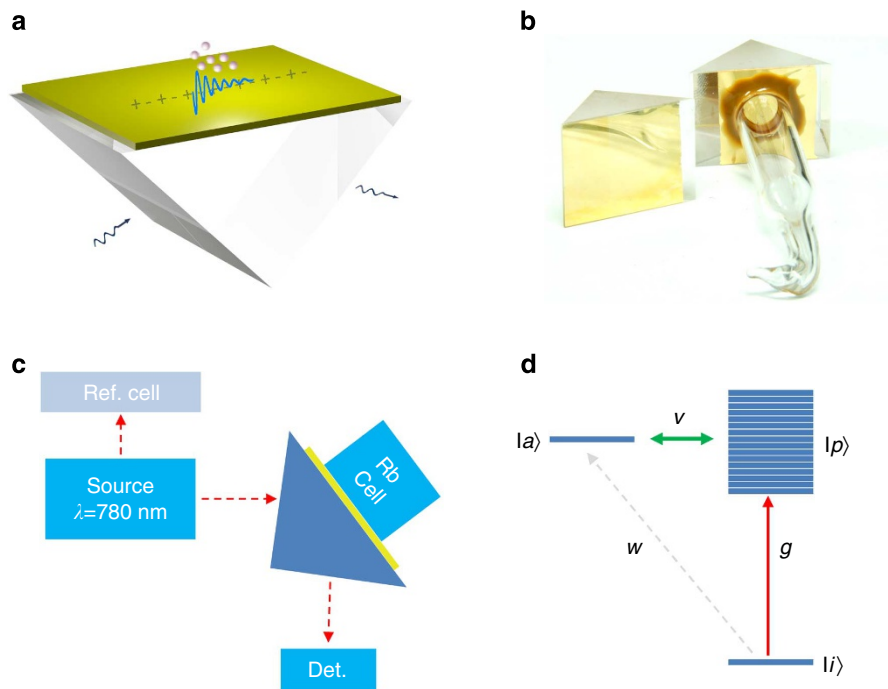 a
b
+ - + - + + - + - +
c
Ref. cell
Source
λ=780 nm
Rb
Cell
Det.
d
|a⟩
v
|p⟩
w
g
|i⟩